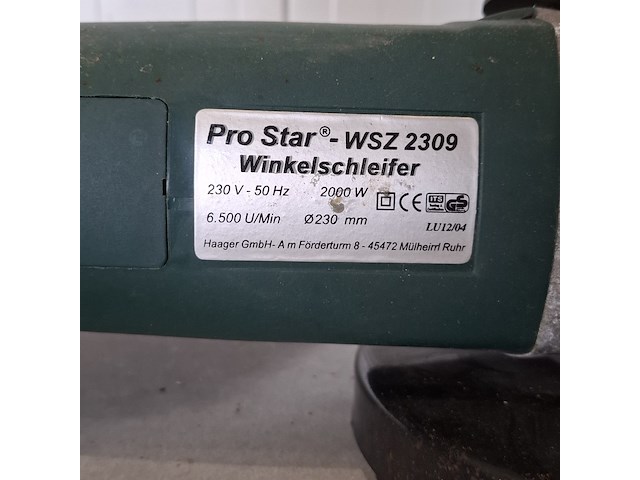 Pro Star®- WSZ 2309
Winkelschleifer
230 V - 50 Hz 2000 W
6.500 U/Min Ø230 mm
LU12/04
Haager GmbH- A m Förderturm 8 - 45472 Mülheirrl Ruhr